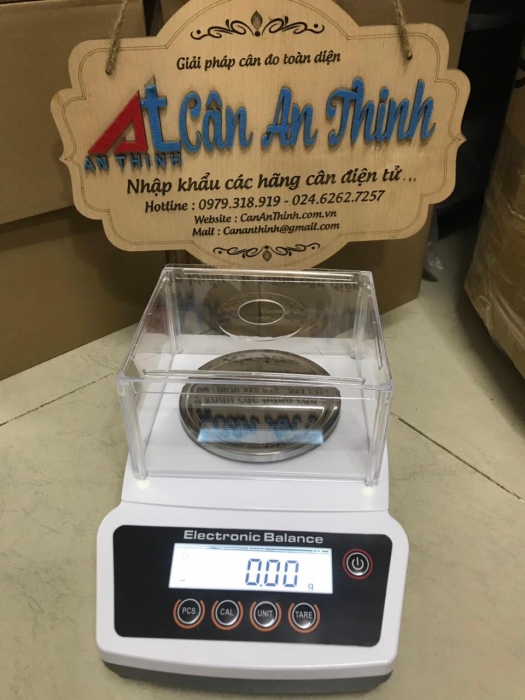 Giải pháp cân đo toàn diện
At Cân An Thịnh
AN THỊNH
Nhập khẩu các hãng cân điện tử...
Hotline : 0979.318.919 - 024.6262.7257
Website : CanAnThinh.com.vn
Mail : Cananthinh@gmail.com
Electronic Balance
0.00 g
PCS CAL UNIT TARE